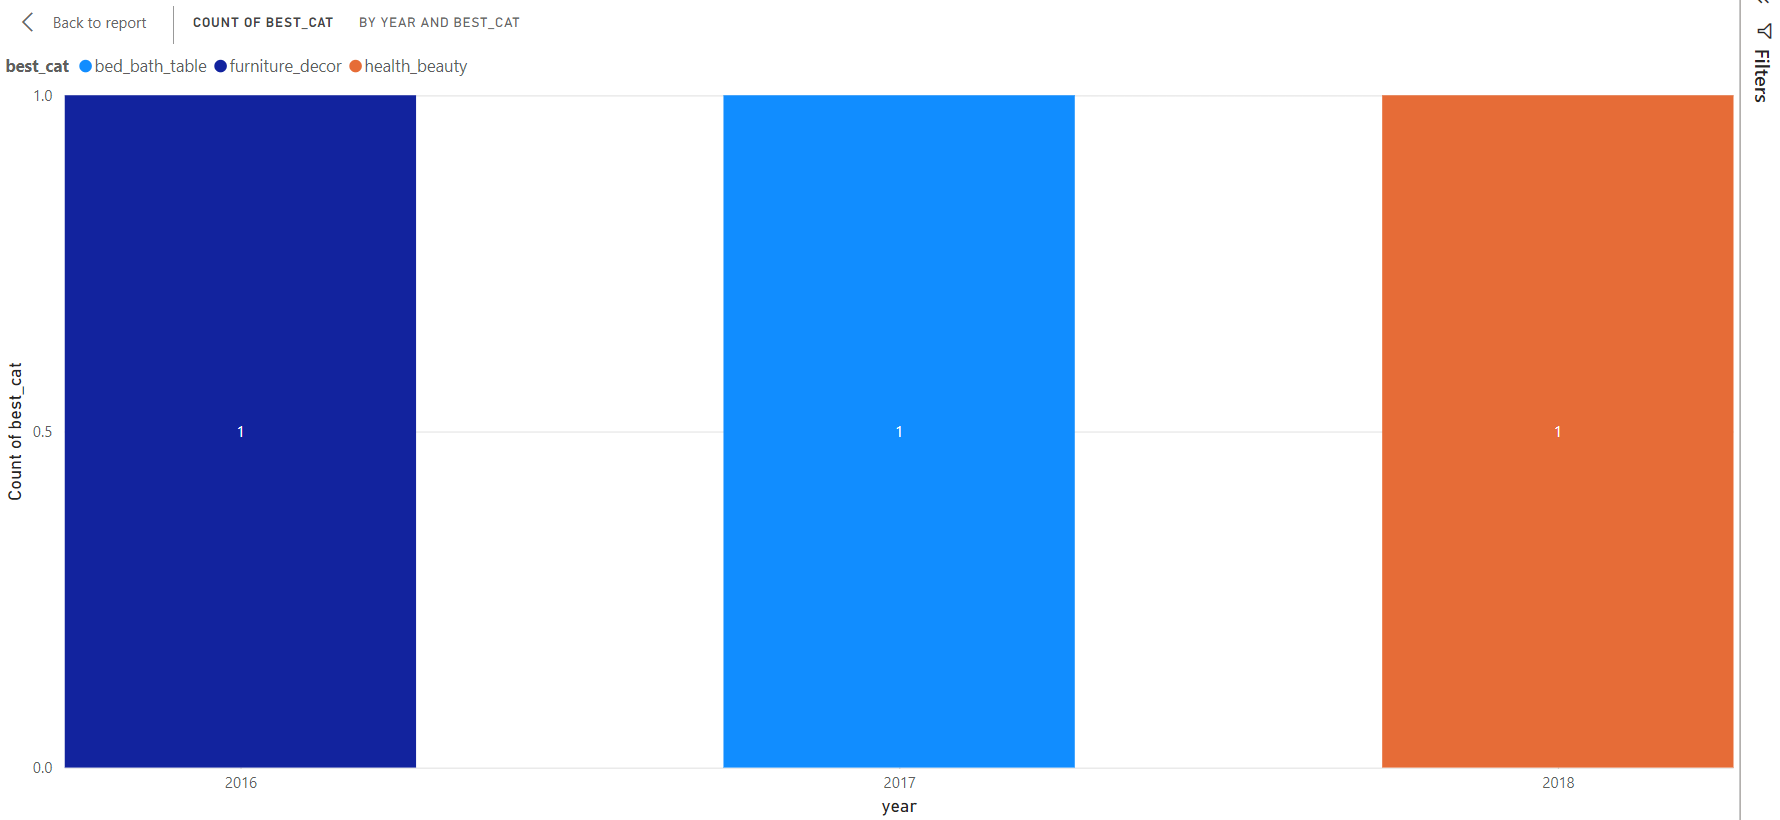 Back to report
COUNT OF BEST_CAT
BY YEAR AND BEST_CAT
Filters
best_cat bed_bath_table furniture_decor health_beauty
1.0
0.5
0.0
Count of best_cat
1
1
1
2016
2017
2018
year